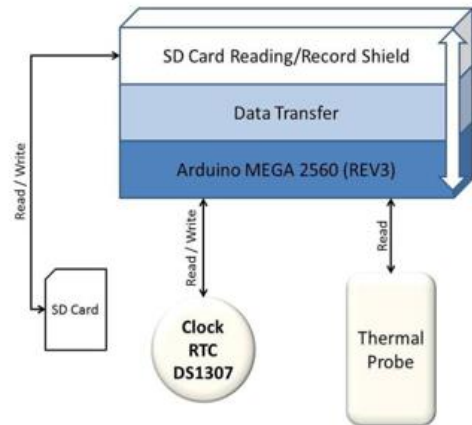 SD Card Reading/Record Shield
Data Transfer
Arduino MEGA 2560 (REV3)
Read / Write
Read / Write
Read
SD Card
Clock
RTC
DS1307
Thermal
Probe